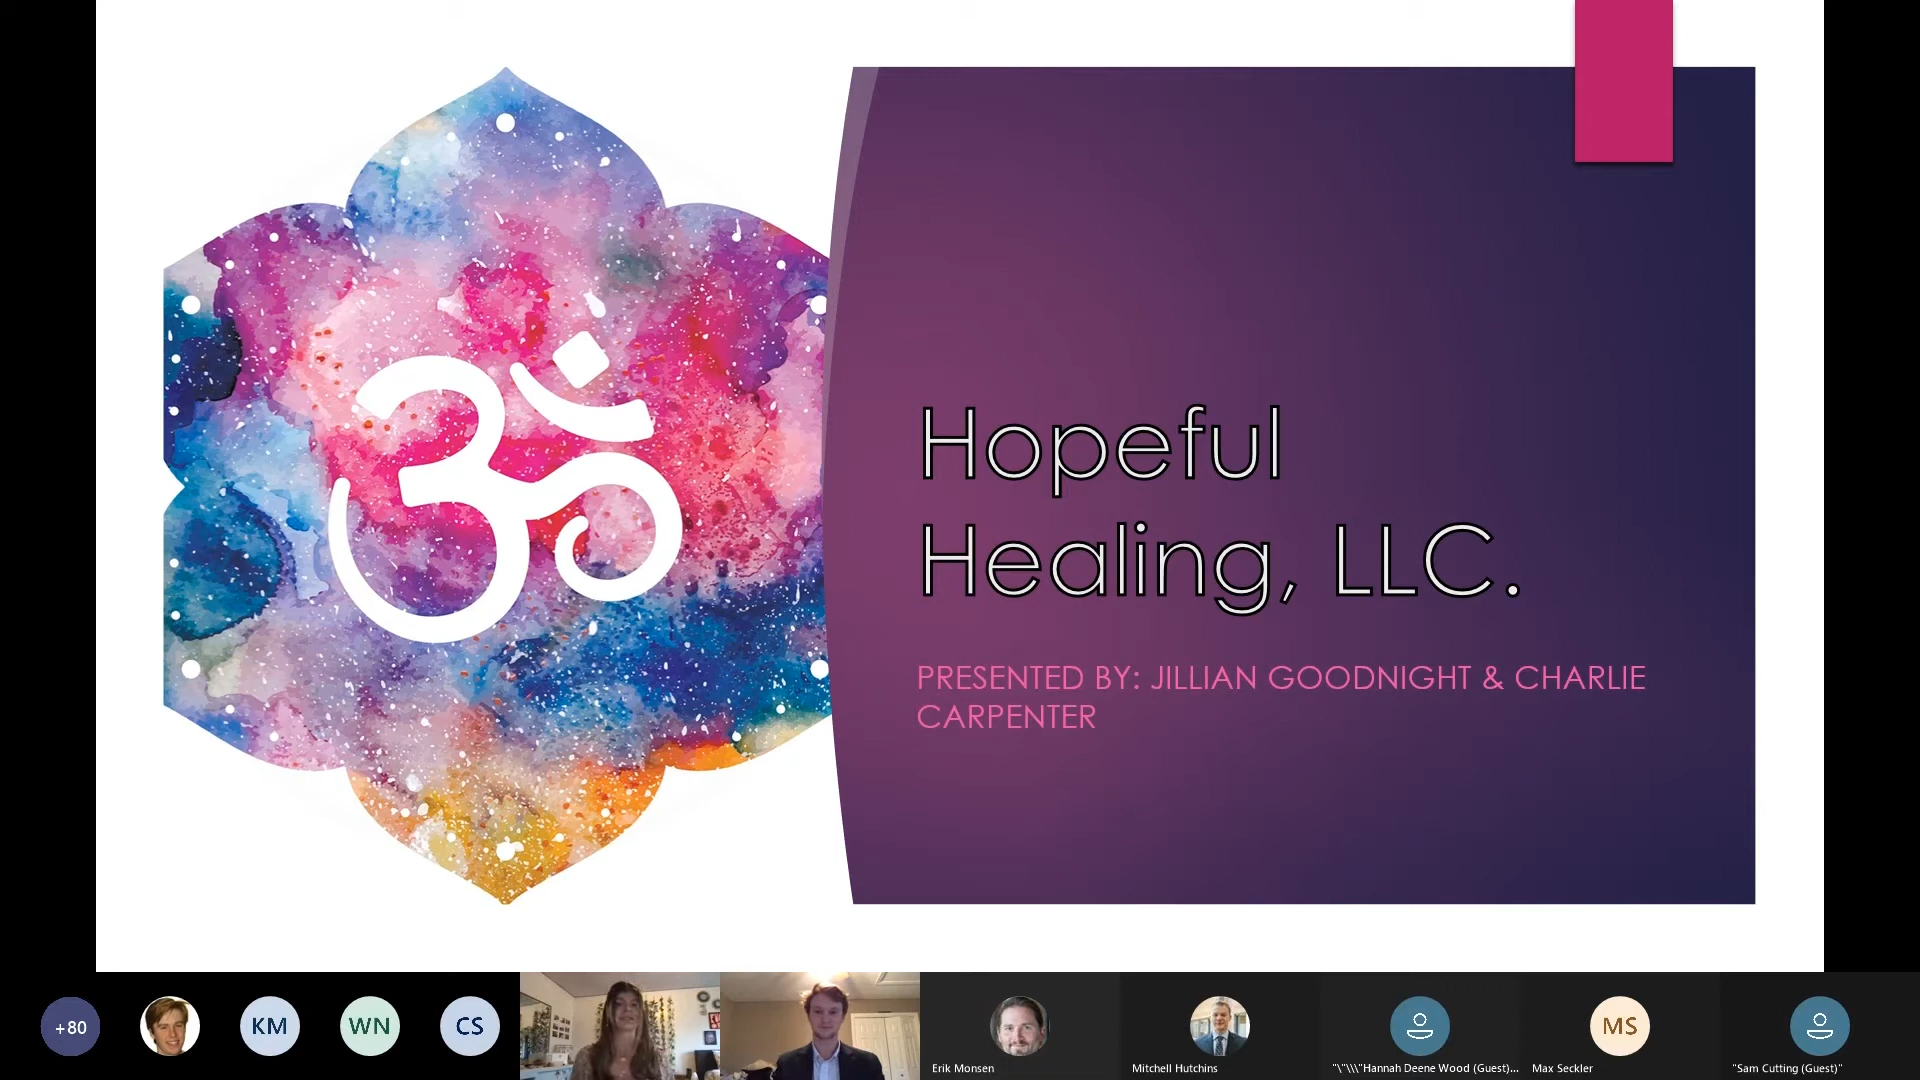 ॐ
Hopeful
Healing, LLC.
PRESENTED BY: JILLIAN GOODNIGHT & CHARLIE
CARPENTER
+80
KM
WN
CS
Erik Monsen
Mitchell Hutchins
"\"\\\"Hannah Deene Wood (Guest)...
MS
Max Seckler
"Sam Cutting (Guest)"